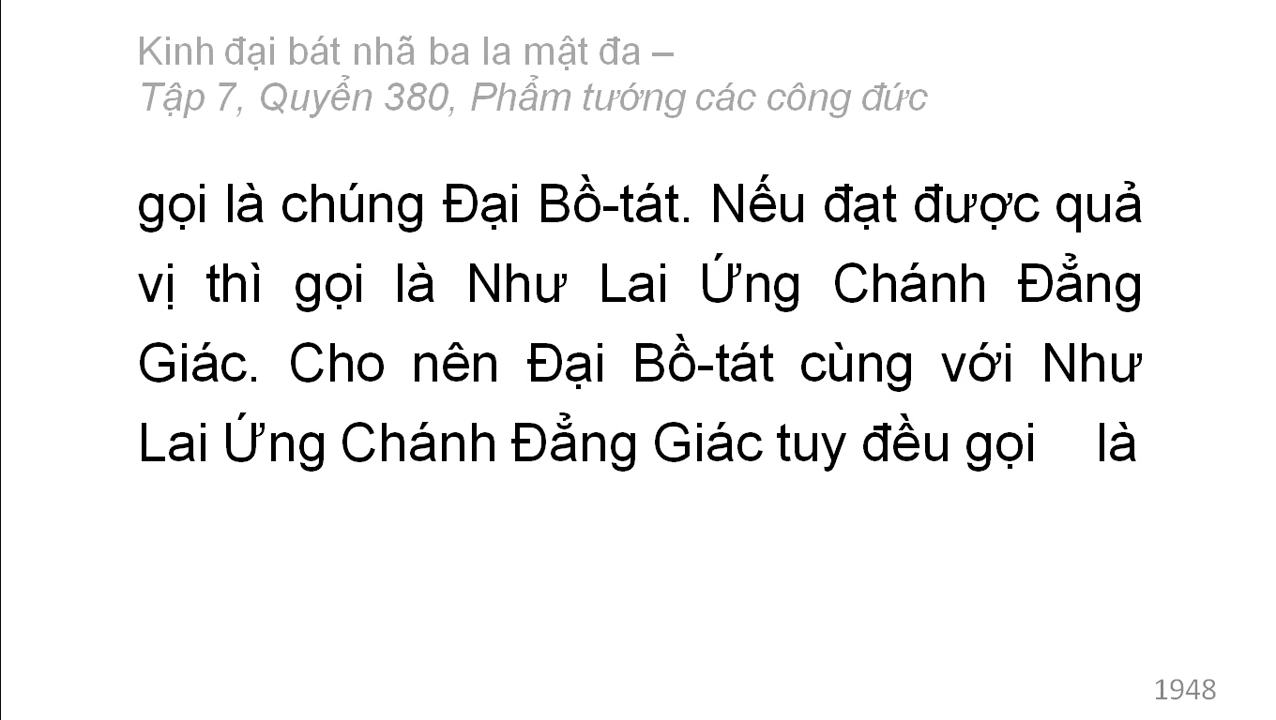 Kinh đại bát nhã ba la mật đa –
Tập 7, Quyển 380, Phẩm tướng các công đức
gọi là chúng Đại Bồ-tát. Nếu đạt được quả
vị thì gọi là Như Lai Ứng Chánh Đẳng
Giác. Cho nên Đại Bồ-tát cùng với Như
Lai Ứng Chánh Đẳng Giác tuy đều gọi là
1948